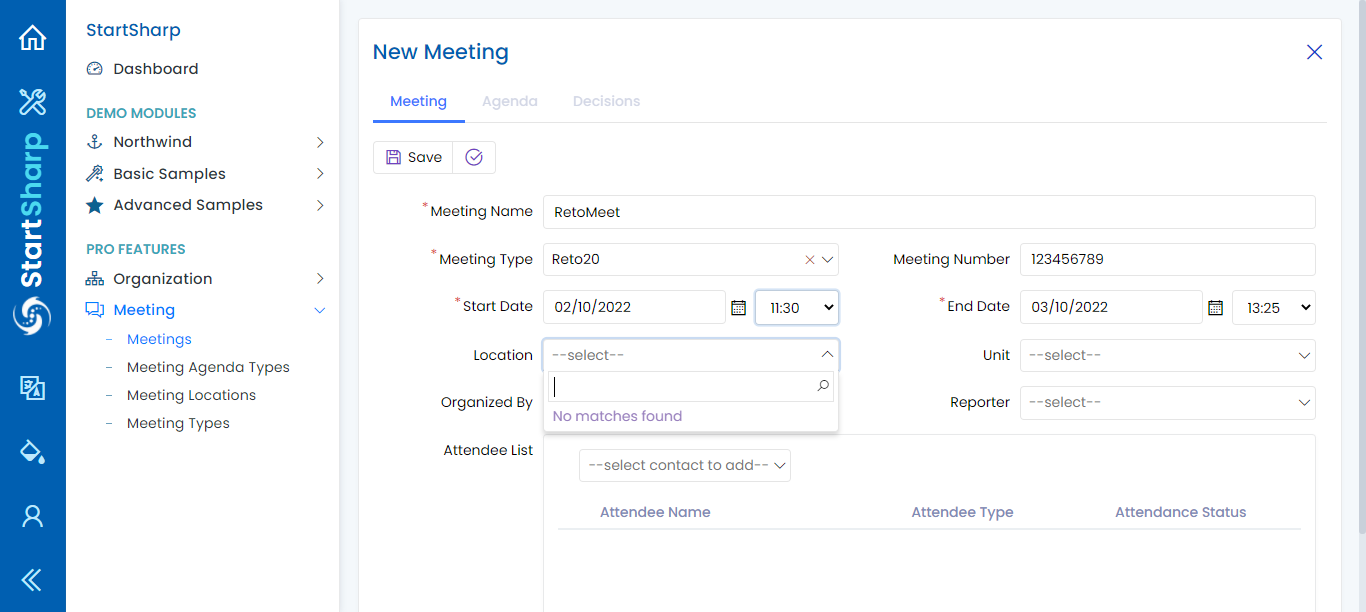 StartSharp
StartSharp
Dashboard
DEMO MODULES
Northwind
Basic Samples
Advanced Samples
PRO FEATURES
Organization
Meeting
– Meetings
– Meeting Agenda Types
– Meeting Locations
– Meeting Types
New Meeting
Meeting Agenda Decisions
Save
*Meeting Name RetoMeet
*Meeting Type Reto20 Meeting Number 123456789
*Start Date 02/10/2022 11:30 *End Date 03/10/2022 13:25
Location --select-- Unit --select--
No matches found
Organized By Reporter --select--
Attendee List
--select contact to add--
Attendee Name Attendee Type Attendance Status